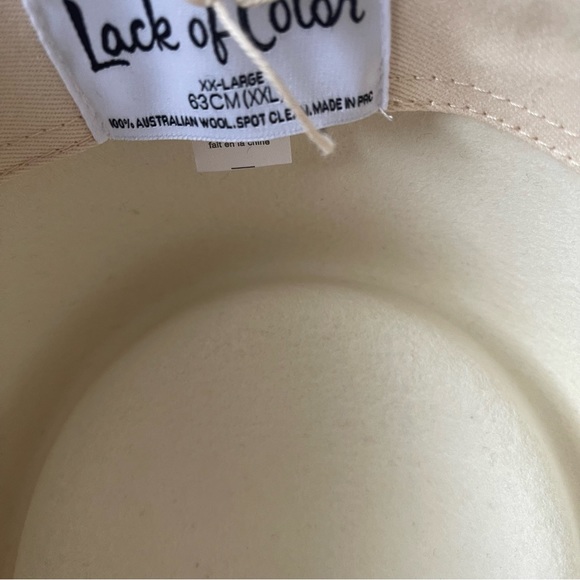 Lack of Color
XX-LARGE
63CM (XXL)
100% AUSTRALIAN WOOL. SPOT CLEAN. MADE IN PRC
fait en la chine